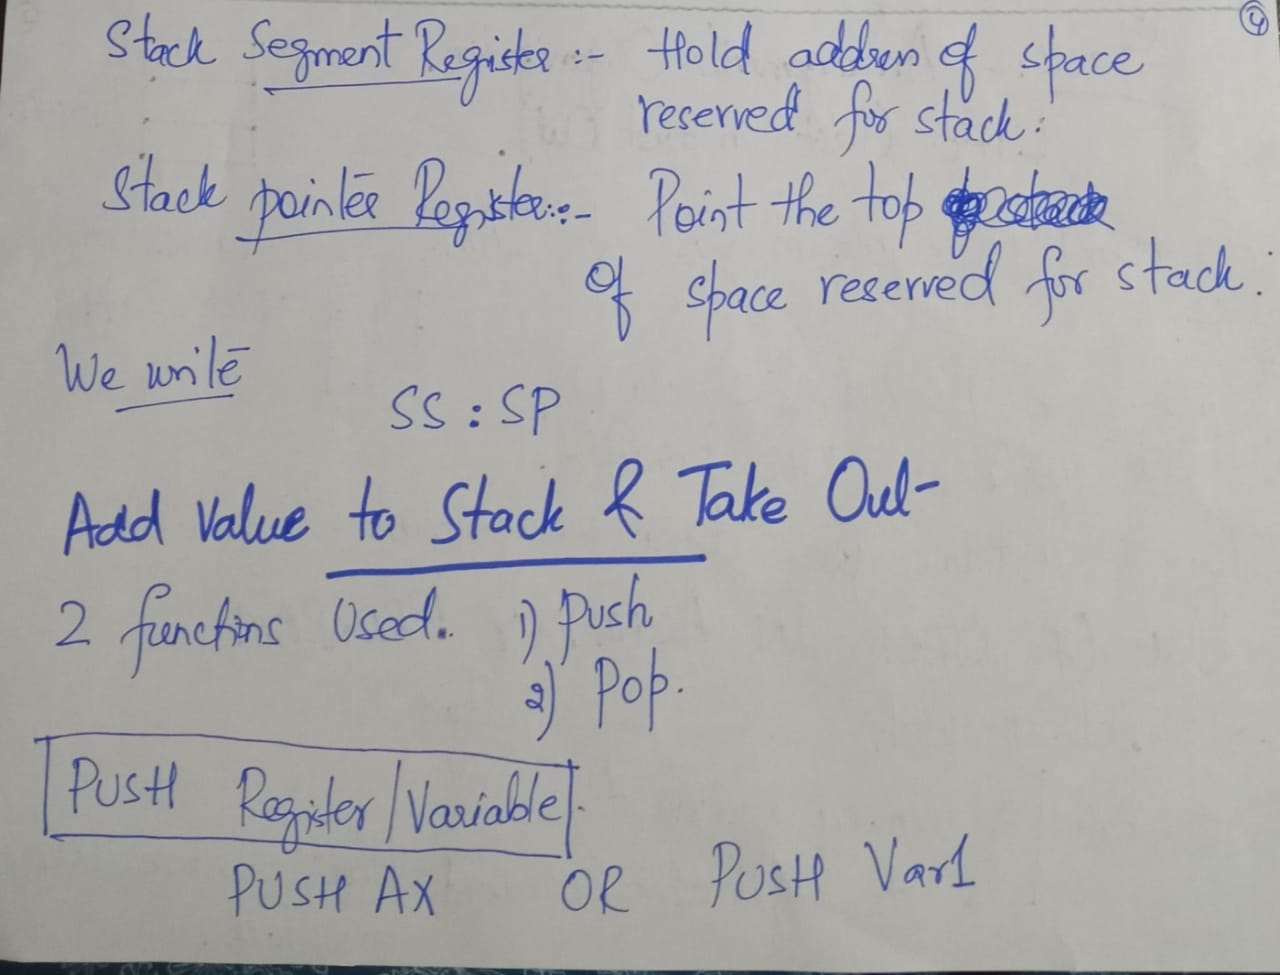 4
Stack Segment Register :- Hold address of space
reserved for stack.
Stack pointer Register :- Point the top
of space reserved for stack.
We write
SS : SP
Add Value to Stack & Take Out-
2 functions Used. 1) Push
2) Pop.
PUSH Register/Variable.
PUSH AX OR PUSH Var1